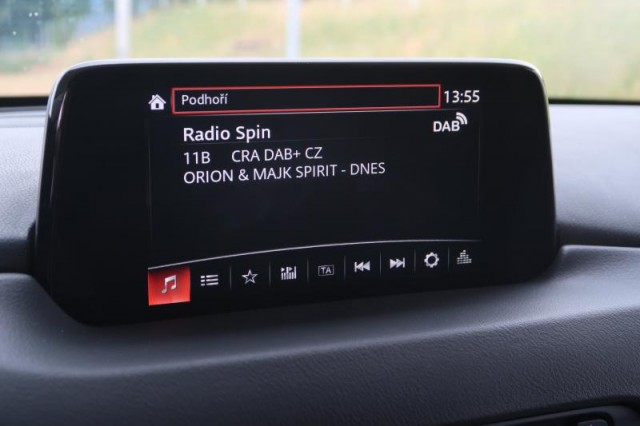 Podhoří 13:55
Radio Spin DAB
11B CRA DAB+ CZ
ORION & MAJK SPIRIT - DNES
TA